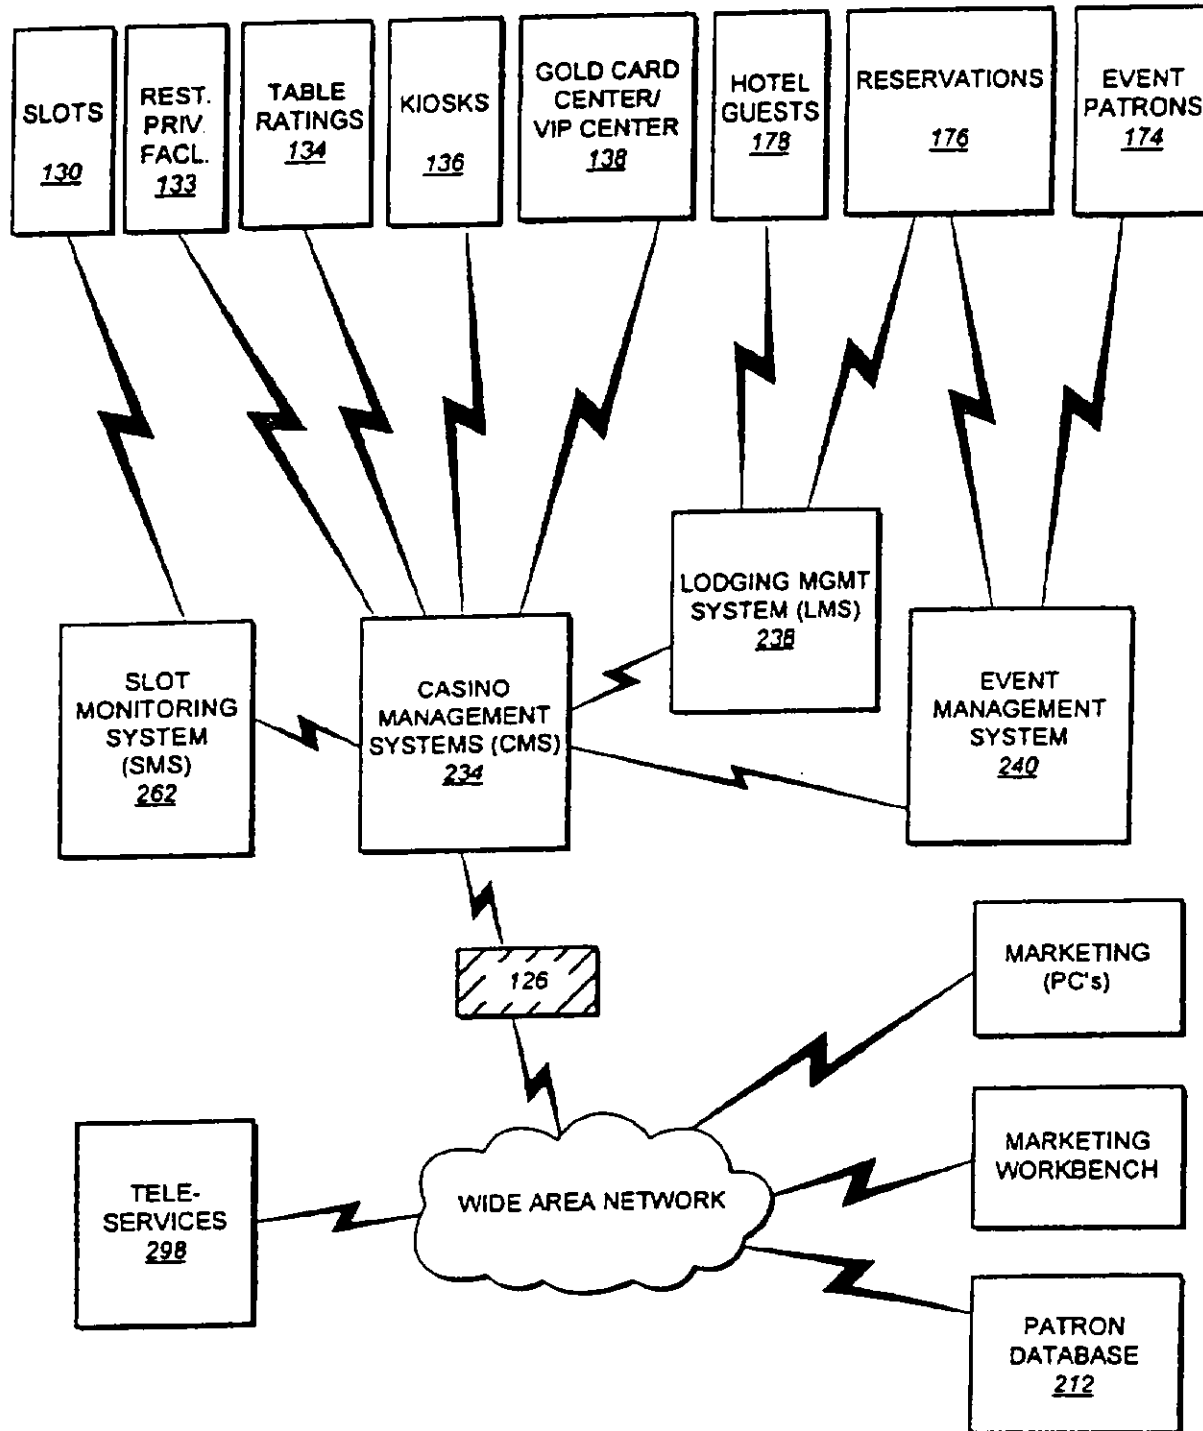 SLOTS
130
REST.
PRIV.
FACL.
133
TABLE
RATINGS
134
KIOSKS
136
GOLD CARD
CENTER/
VIP CENTER
138
HOTEL
GUESTS
178
RESERVATIONS
176
EVENT
PATRONS
174
LODGING MGMT
SYSTEM (LMS)
238
SLOT
MONITORING
SYSTEM
(SMS)
262
CASINO
MANAGEMENT
SYSTEMS (CMS)
234
EVENT
MANAGEMENT
SYSTEM
240
126
MARKETING
(PC's)
MARKETING
WORKBENCH
TELE-
SERVICES
298
WIDE AREA NETWORK
PATRON
DATABASE
212